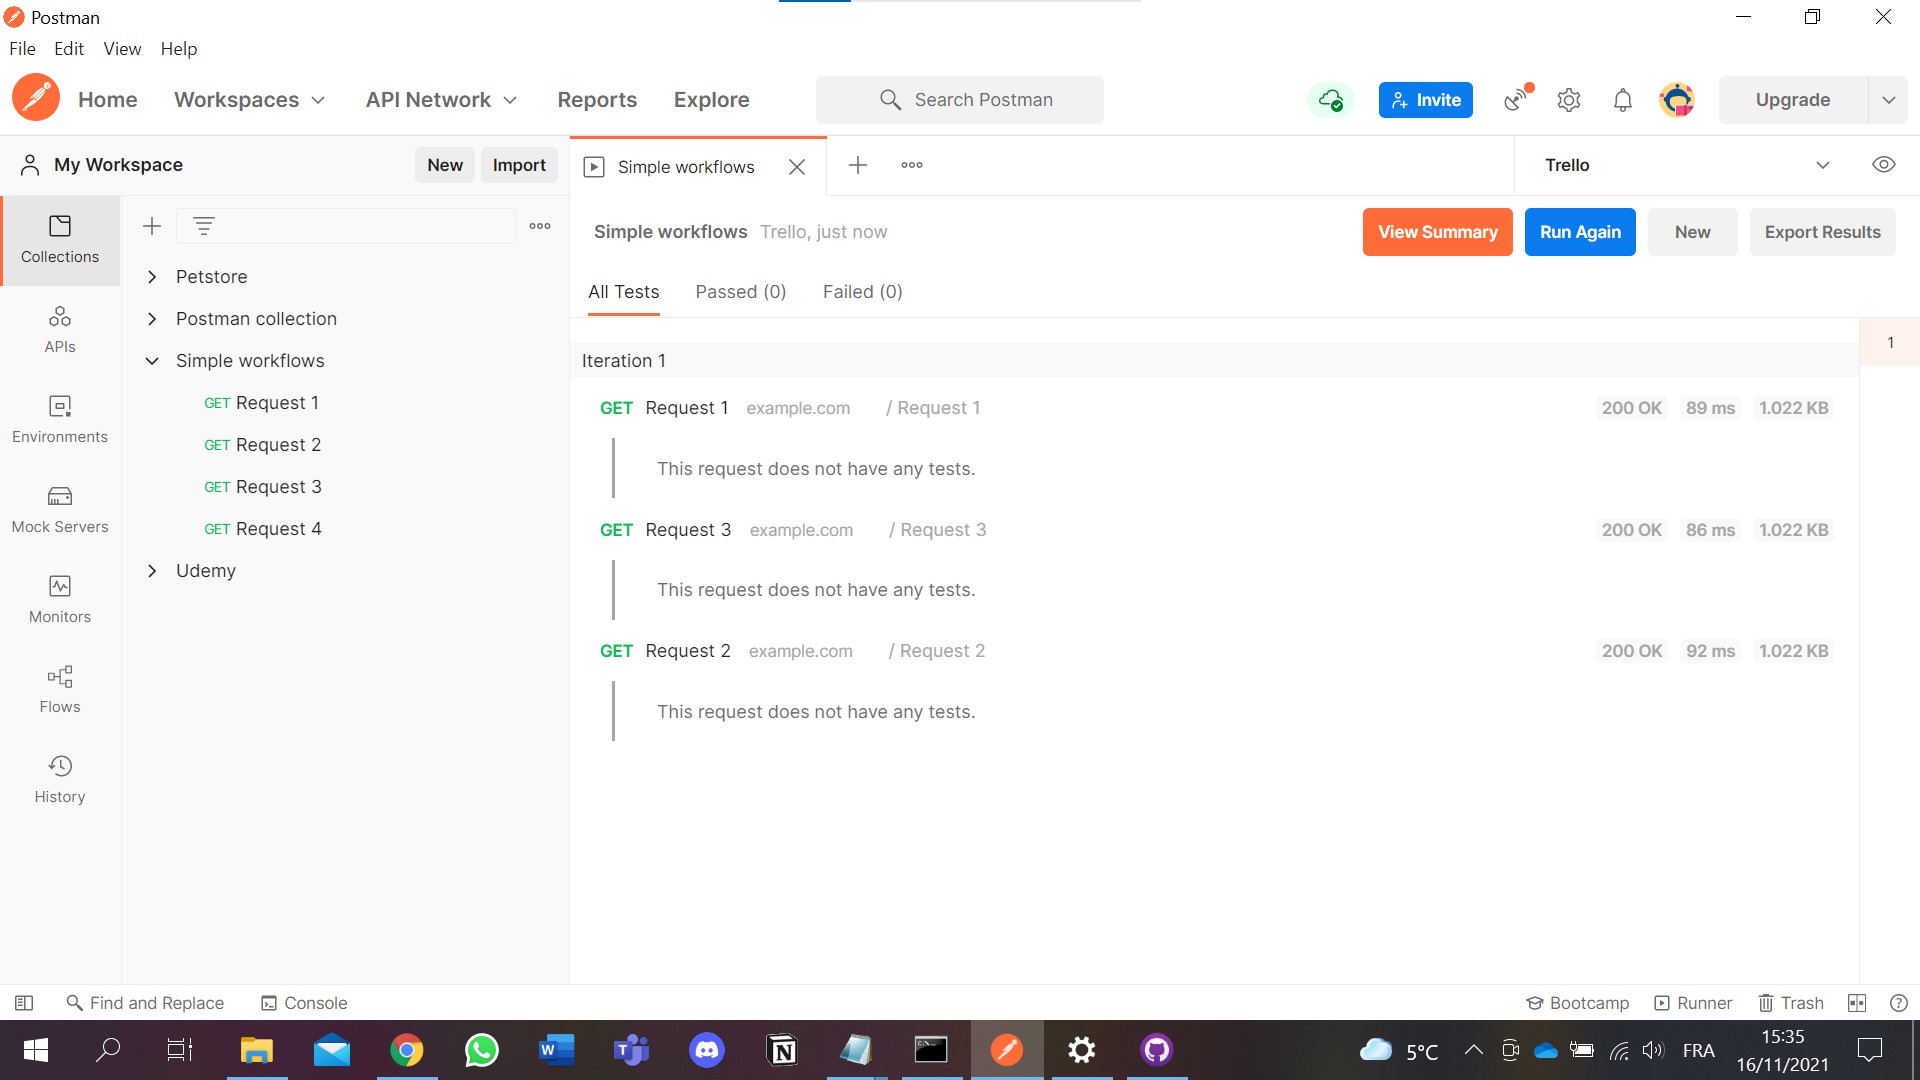 Postman
File Edit View Help
Home Workspaces API Network Reports Explore Search Postman Invite Upgrade
My Workspace New Import Simple workflows Trello
Simple workflows Trello, just now View Summary Run Again New Export Results
All Tests Passed (0) Failed (0)
Collections
APIs
Environments
Mock Servers
Monitors
Flows
History
Petstore
Postman collection
Simple workflows
GET Request 1
GET Request 2
GET Request 3
GET Request 4
Udemy
1
Iteration 1
GET Request 1 example.com / Request 1 200 OK 89 ms 1.022 KB
This request does not have any tests.
GET Request 3 example.com / Request 3 200 OK 86 ms 1.022 KB
This request does not have any tests.
GET Request 2 example.com / Request 2 200 OK 92 ms 1.022 KB
This request does not have any tests.
Find and Replace Console Bootcamp Runner Trash
5°C FRA 15:35
16/11/2021